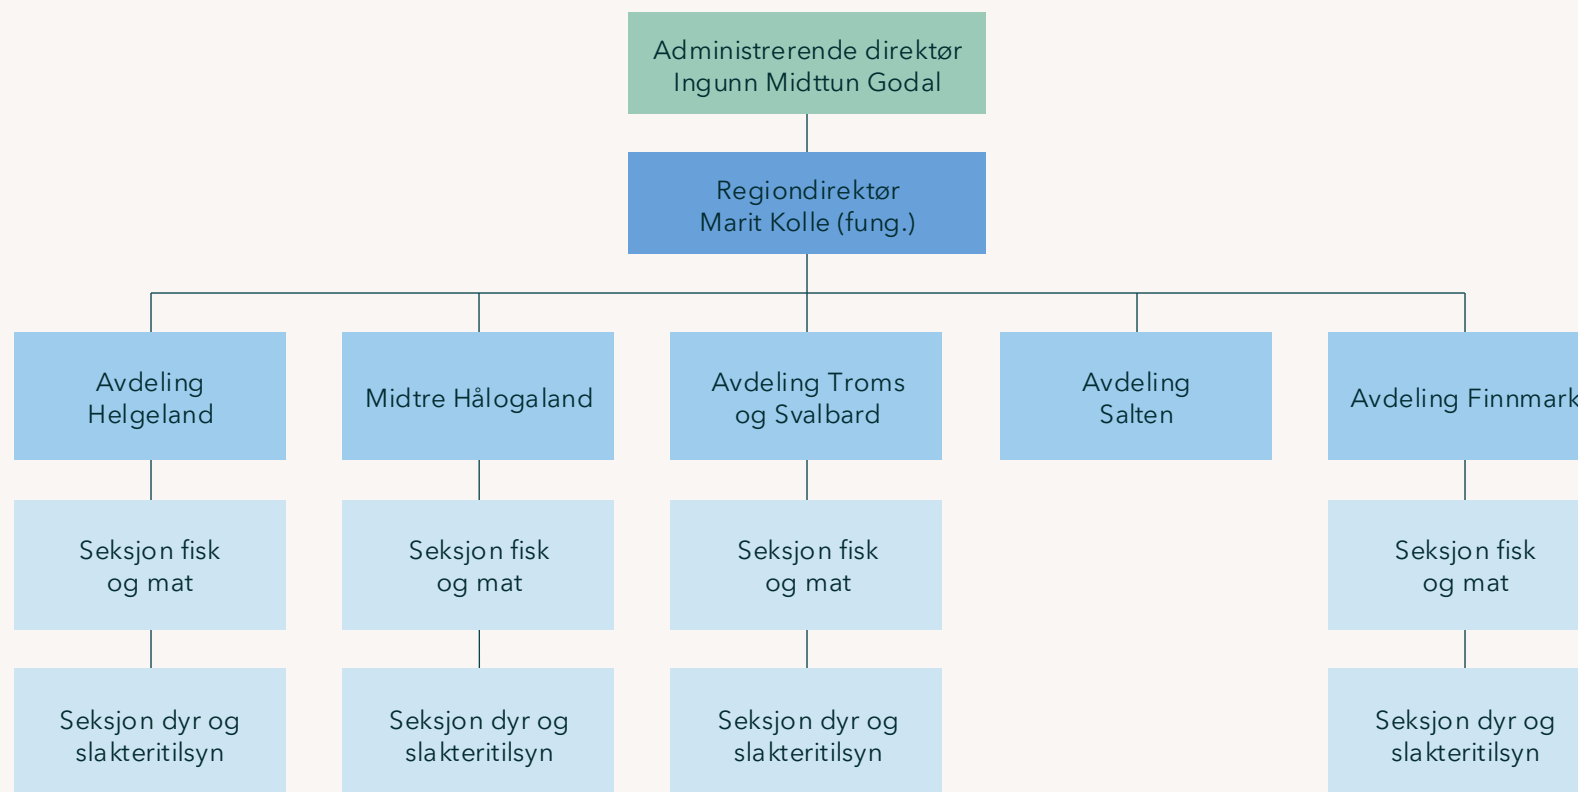 Administrerende direktør
Ingunn Midttun Godal
Regiondirektør
Marit Kolle (fung.)
Avdeling
Helgeland
Midtre Hålogaland
Avdeling Troms
og Svalbard
Avdeling
Salten
Avdeling Finnmark
Seksjon fisk
og mat
Seksjon fisk
og mat
Seksjon fisk
og mat
Seksjon fisk
og mat
Seksjon dyr og
slakteritilsyn
Seksjon dyr og
slakteritilsyn
Seksjon dyr og
slakteritilsyn
Seksjon dyr og
slakteritilsyn